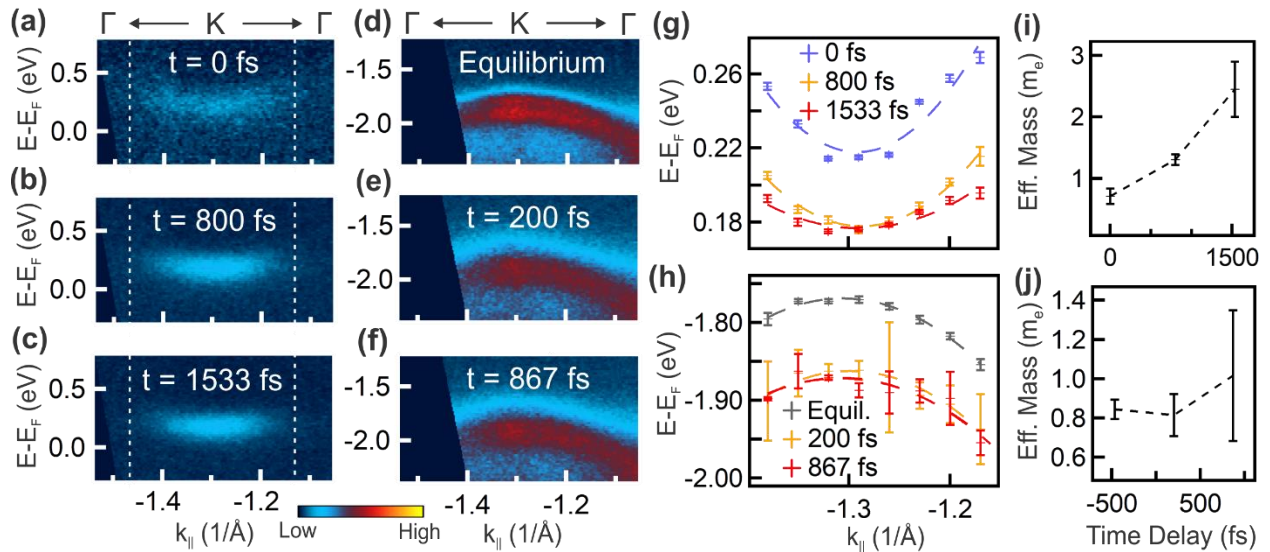 Γ ← K → Γ
(a)
t = 0 fs
E-E_F (eV)
0.5
0.0
(b)
t = 800 fs
E-E_F (eV)
0.5
0.0
(c)
t = 1533 fs
E-E_F (eV)
0.5
0.0
-1.4 -1.2
k_|| (1/Å)
Γ ← K → Γ
(d)
Equilibrium
-1.5
-2.0
(e)
t = 200 fs
-1.5
-2.0
(f)
t = 867 fs
-1.5
-2.0
-1.4 -1.2
k_|| (1/Å)
Low High
(g)
0 fs
800 fs
1533 fs
E-E_F (eV)
0.26
0.22
0.18
(h)
Equil.
200 fs
867 fs
E-E_F (eV)
-1.80
-1.90
-2.00
-1.3 -1.2
k_|| (1/Å)
(i)
Eff. Mass (m_e)
3
2
1
0 1500
(j)
Eff. Mass (m_e)
1.4
1.2
1.0
0.8
0.6
-500 500
Time Delay (fs)